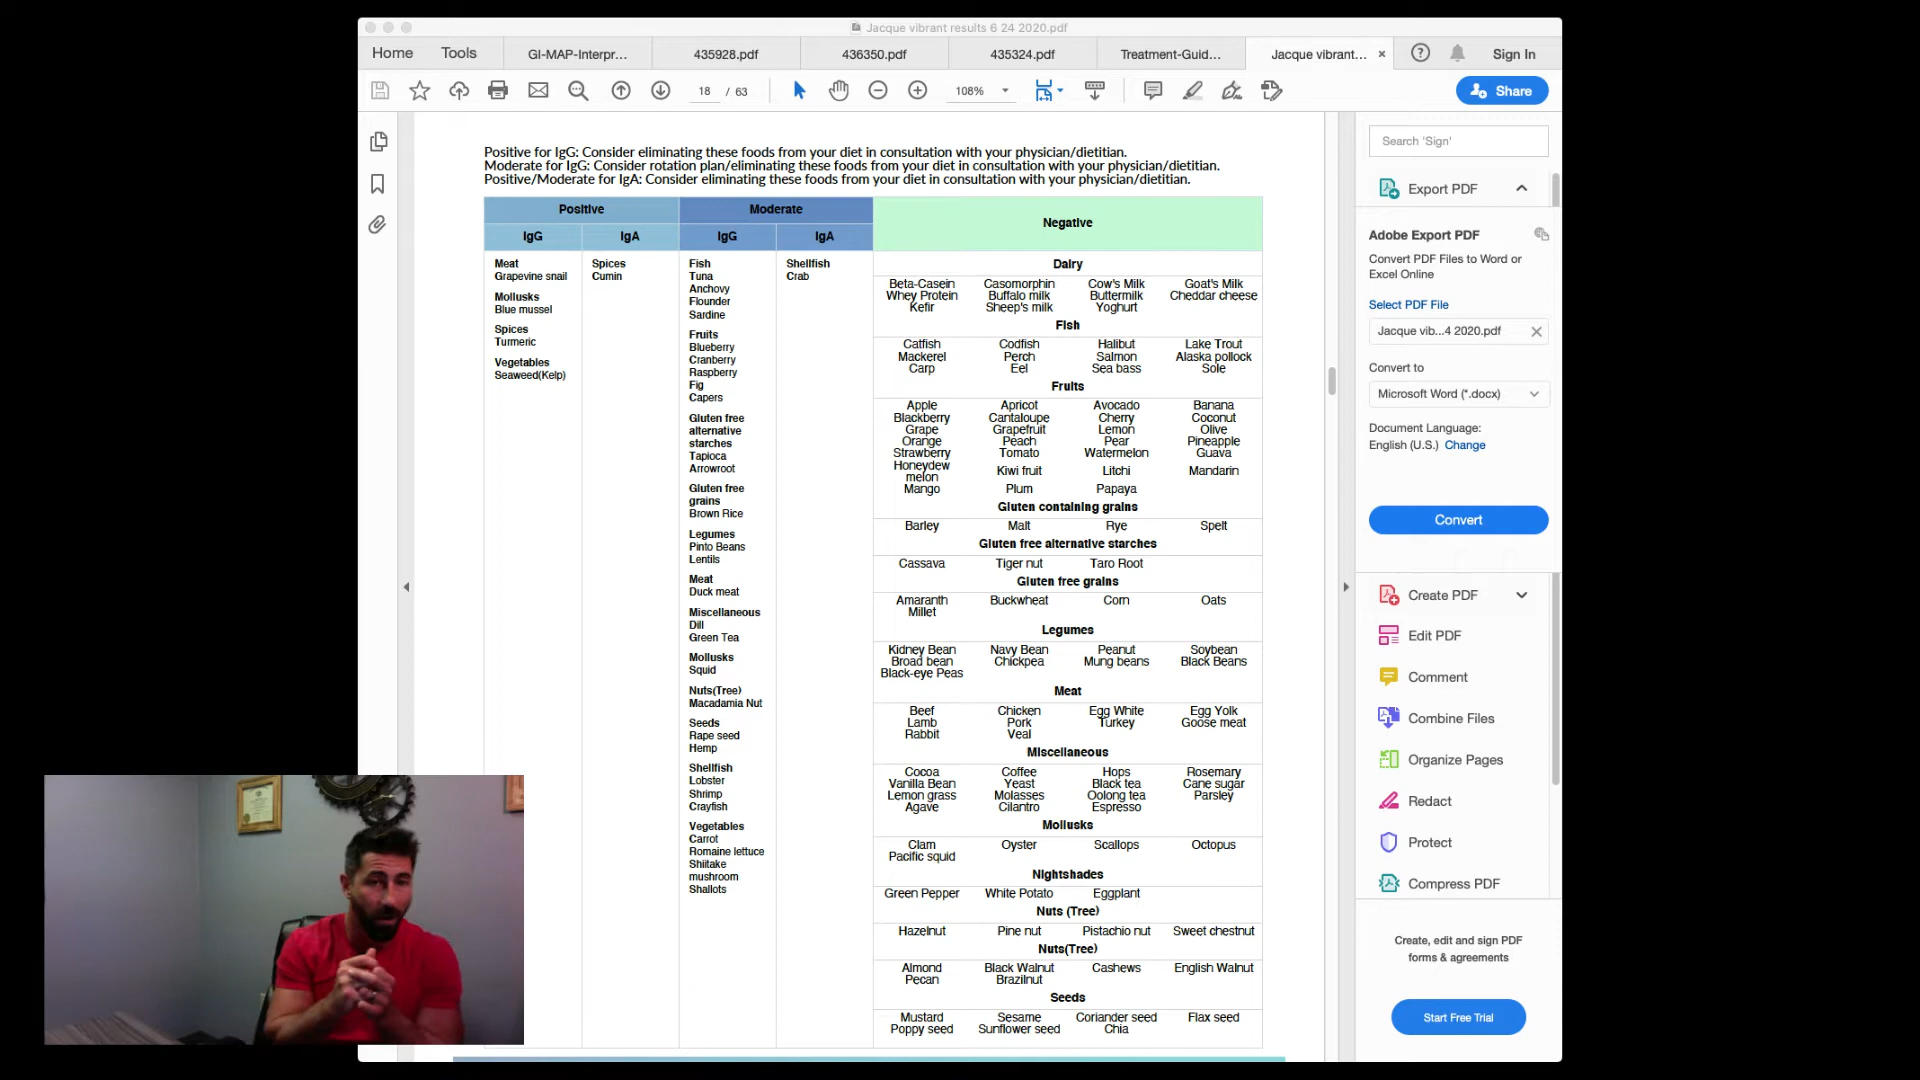 Jacque vibrant results 6 24 2020.pdf
Home
Tools
GI-MAP-Interpr...
435928.pdf
436350.pdf
435324.pdf
Treatment-Guid...
Jacque vibrant...
Sign In
18 / 63
108%
Share
Positive for IgG: Consider eliminating these foods from your diet in consultation with your physician/dietitian.
Moderate for IgG: Consider rotation plan/eliminating these foods from your diet in consultation with your physician/dietitian.
Positive/Moderate for IgA: Consider eliminating these foods from your diet in consultation with your physician/dietitian.
Positive
Moderate
Negative
IgG
IgA
IgG
IgA
Meat
Grapevine snail
Mollusks
Blue mussel
Spices
Turmeric
Vegetables
Seaweed(Kelp)
Spices
Cumin
Fish
Tuna
Anchovy
Flounder
Sardine
Fruits
Blueberry
Cranberry
Raspberry
Fig
Capers
Gluten free
alternative
starches
Tapioca
Arrowroot
Gluten free
grains
Brown Rice
Legumes
Pinto Beans
Lentils
Meat
Duck meat
Miscellaneous
Dill
Green Tea
Mollusks
Squid
Nuts(Tree)
Macadamia Nut
Seeds
Rape seed
Hemp
Shellfish
Lobster
Shrimp
Crayfish
Vegetables
Carrot
Romaine lettuce
Shiitake
mushroom
Shallots
Shellfish
Crab
Dairy
Beta-Casein Casomorphin Cow's Milk Goat's Milk
Whey Protein Buffalo milk Buttermilk Cheddar cheese
Kefir Sheep's milk Yoghurt
Fish
Catfish Codfish Halibut Lake Trout
Mackerel Perch Salmon Alaska pollock
Carp Eel Sea bass Sole
Fruits
Apple Apricot Avocado Banana
Blackberry Cantaloupe Cherry Coconut
Grape Grapefruit Lemon Olive
Orange Peach Pear Pineapple
Strawberry Tomato Watermelon Guava
Honeydew
melon Kiwi fruit Litchi Mandarin
Mango Plum Papaya
Gluten containing grains
Barley Malt Rye Spelt
Gluten free alternative starches
Cassava Tiger nut Taro Root
Gluten free grains
Amaranth Buckwheat Corn Oats
Millet
Legumes
Kidney Bean Navy Bean Peanut Soybean
Broad bean Chickpea Mung beans Black Beans
Black-eye Peas
Meat
Beef Chicken Egg White Egg Yolk
Lamb Pork Turkey Goose meat
Rabbit Veal
Miscellaneous
Cocoa Coffee Hops Rosemary
Vanilla Bean Yeast Black tea Cane sugar
Lemon grass Molasses Oolong tea Parsley
Agave Cilantro Espresso
Mollusks
Clam Oyster Scallops Octopus
Pacific squid
Nightshades
Green Pepper White Potato Eggplant
Nuts (Tree)
Hazelnut Pine nut Pistachio nut Sweet chestnut
Nuts(Tree)
Almond Black Walnut Cashews English Walnut
Pecan Brazilnut
Seeds
Mustard Sesame Coriander seed Flax seed
Poppy seed Sunflower seed Chia
Search 'Sign'
Export PDF
Adobe Export PDF
Convert PDF Files to Word or
Excel Online
Select PDF File
Jacque vib...4 2020.pdf
Convert to
Microsoft Word (*.docx)
Document Language:
English (U.S.) Change
Convert
Create PDF
Edit PDF
Comment
Combine Files
Organize Pages
Redact
Protect
Compress PDF
Create, edit and sign PDF
forms & agreements
Start Free Trial